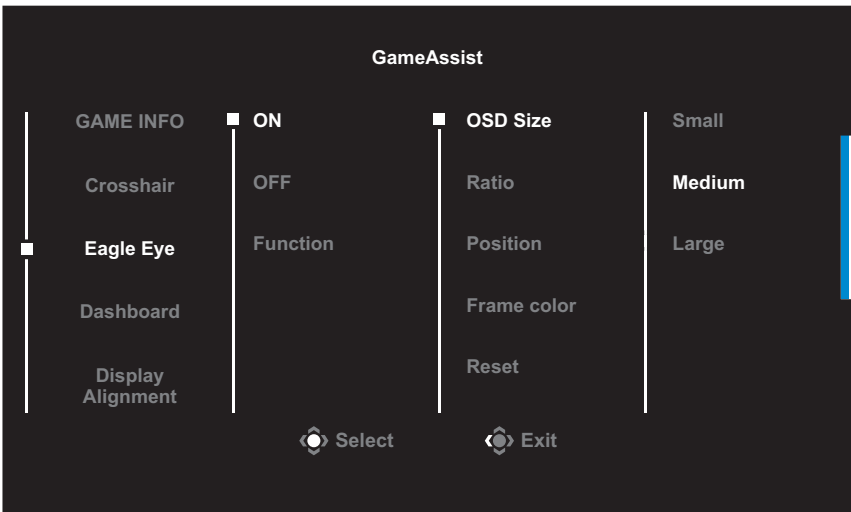 GameAssist
GAME INFO
Crosshair
Eagle Eye
Dashboard
Display
Alignment
ON
OFF
Function
OSD Size
Ratio
Position
Frame color
Reset
Small
Medium
Large
Select
Exit